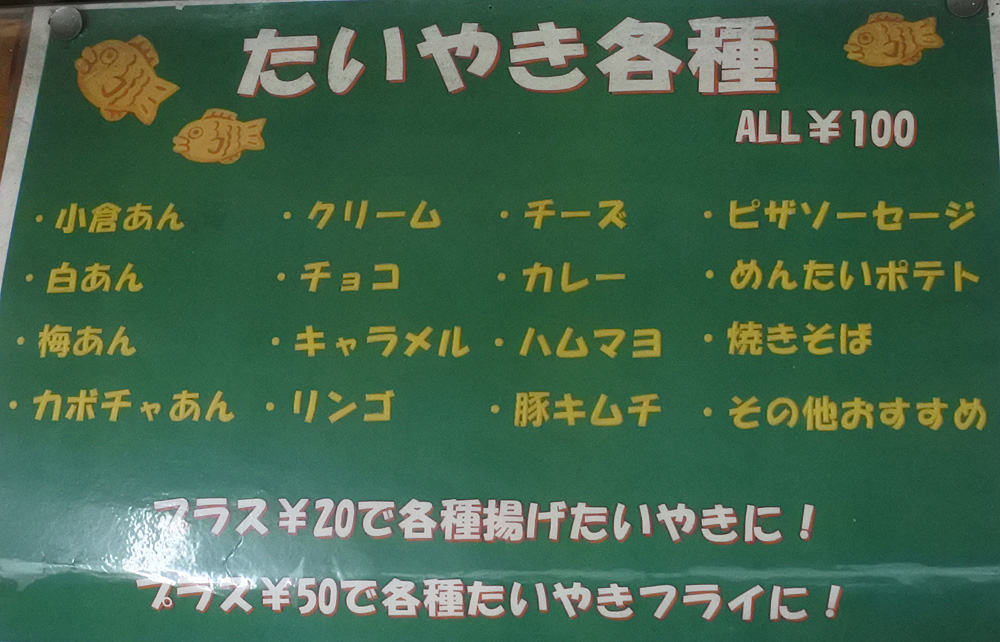 たいやき各種
ALL¥100
・小倉あん ・クリーム ・チーズ ・ピザソーセージ
・白あん ・チョコ ・カレー ・めんたいポテト
・梅あん ・キャラメル ・ハムマヨ ・焼きそば
・カボチャあん ・リンゴ ・豚キムチ ・その他おすすめ
プラス¥20で各種揚げたいやきに！
プラス¥50で各種たいやきフライに！